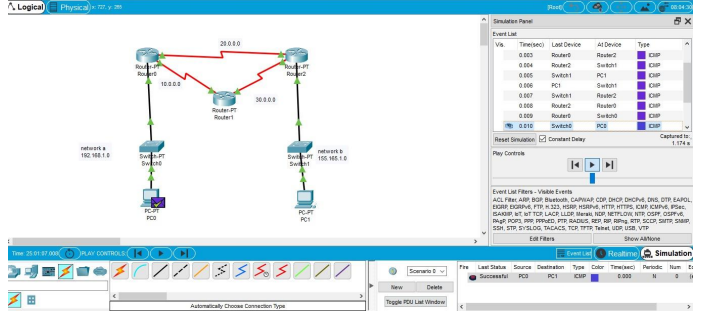 Logical Physical x: 727, y: 255 [Root] 00:04:30
Simulation Panel
Event List
Vis. Time(sec) Last Device At Device Type
0.003 Router0 Router2 ICMP
0.004 Router2 Switch1 ICMP
0.005 Switch1 PC1 ICMP
0.006 PC1 Switch1 ICMP
0.007 Switch1 Router2 ICMP
0.008 Router2 Router0 ICMP
0.009 Router0 Switch0 ICMP
0.010 Switch0 PC0 ICMP
Reset Simulation Constant Delay Captured to:
1.174 s
Play Controls
Event List Filters - Visible Events
ACL Filter, ARP, BGP, Bluetooth, CAPWAP, CDP, DHCP, DHCPv6, DNS, DTP, EAPOL,
EIGRP, EIGRPv6, FTP, H.323, HSRP, HSRPv6, HTTP, HTTPS, ICMP, ICMPv6, IPSec,
ISAKMP, IoT, IoT TCP, LACP, LLDP, Meraki, NDP, NETFLOW, NTP, OSPF, OSPFv6,
PAgP, POP3, PPP, PPPoED, PTP, RADIUS, REP, RIP, RIPng, RTP, SCCP, SMTP, SNMP,
SSH, STP, SYSLOG, TACACS, TCP, TFTP, Telnet, UDP, USB, VTP
Edit Filters Show All/None
20.0.0.0
Router-PT
Router0
Router-PT
Router2
10.0.0.0
30.0.0.0
Router-PT
Router1
network a
192.168.1.0
Switch-PT
Switch0
Switch-PT
Switch1
network b
155.165.1.0
PC-PT
PC0
PC-PT
PC1
Time: 25:01:07.000 PLAY CONTROLS: Event List Realtime Simulation
Scenario 0
New Delete
Toggle PDU List Window
Automatically Choose Connection Type
Fire Last Status Source Destination Type Color Time(sec) Periodic Num
Successful PC0 PC1 ICMP 0.000 N 0